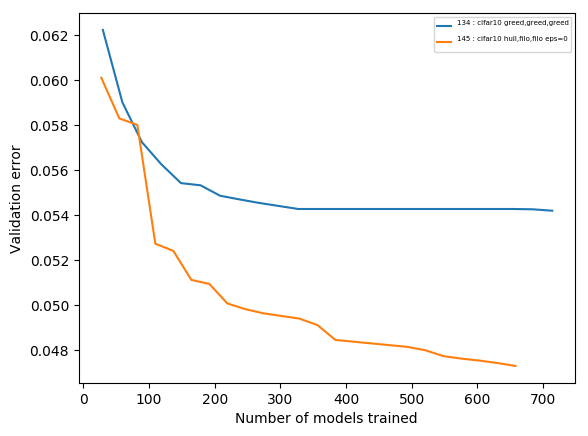 134 : cifar10 greed,greed,greed
145 : cifar10 hull,filo,filo eps=0
0.062
0.060
0.058
0.056
0.054
0.052
0.050
0.048
Validation error
0 100 200 300 400 500 600 700
Number of models trained